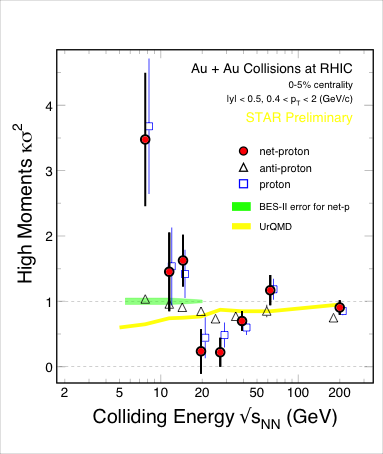 Au + Au Collisions at RHIC
0-5% centrality
|y| < 0.5, 0.4 < pT < 2 (GeV/c)
STAR Preliminary
net-proton
anti-proton
proton
BES-II error for net-p
UrQMD
High Moments κσ²
4
3
2
1
0
2 10 20 100 200
Colliding Energy √sNN (GeV)